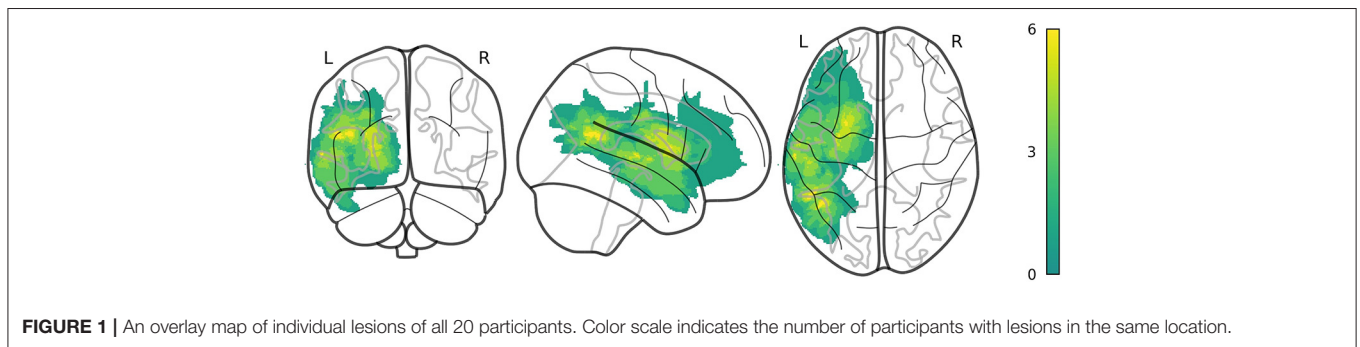 L
R
L
R
6
3
0
FIGURE 1 | An overlay map of individual lesions of all 20 participants. Color scale indicates the number of participants with lesions in the same location.